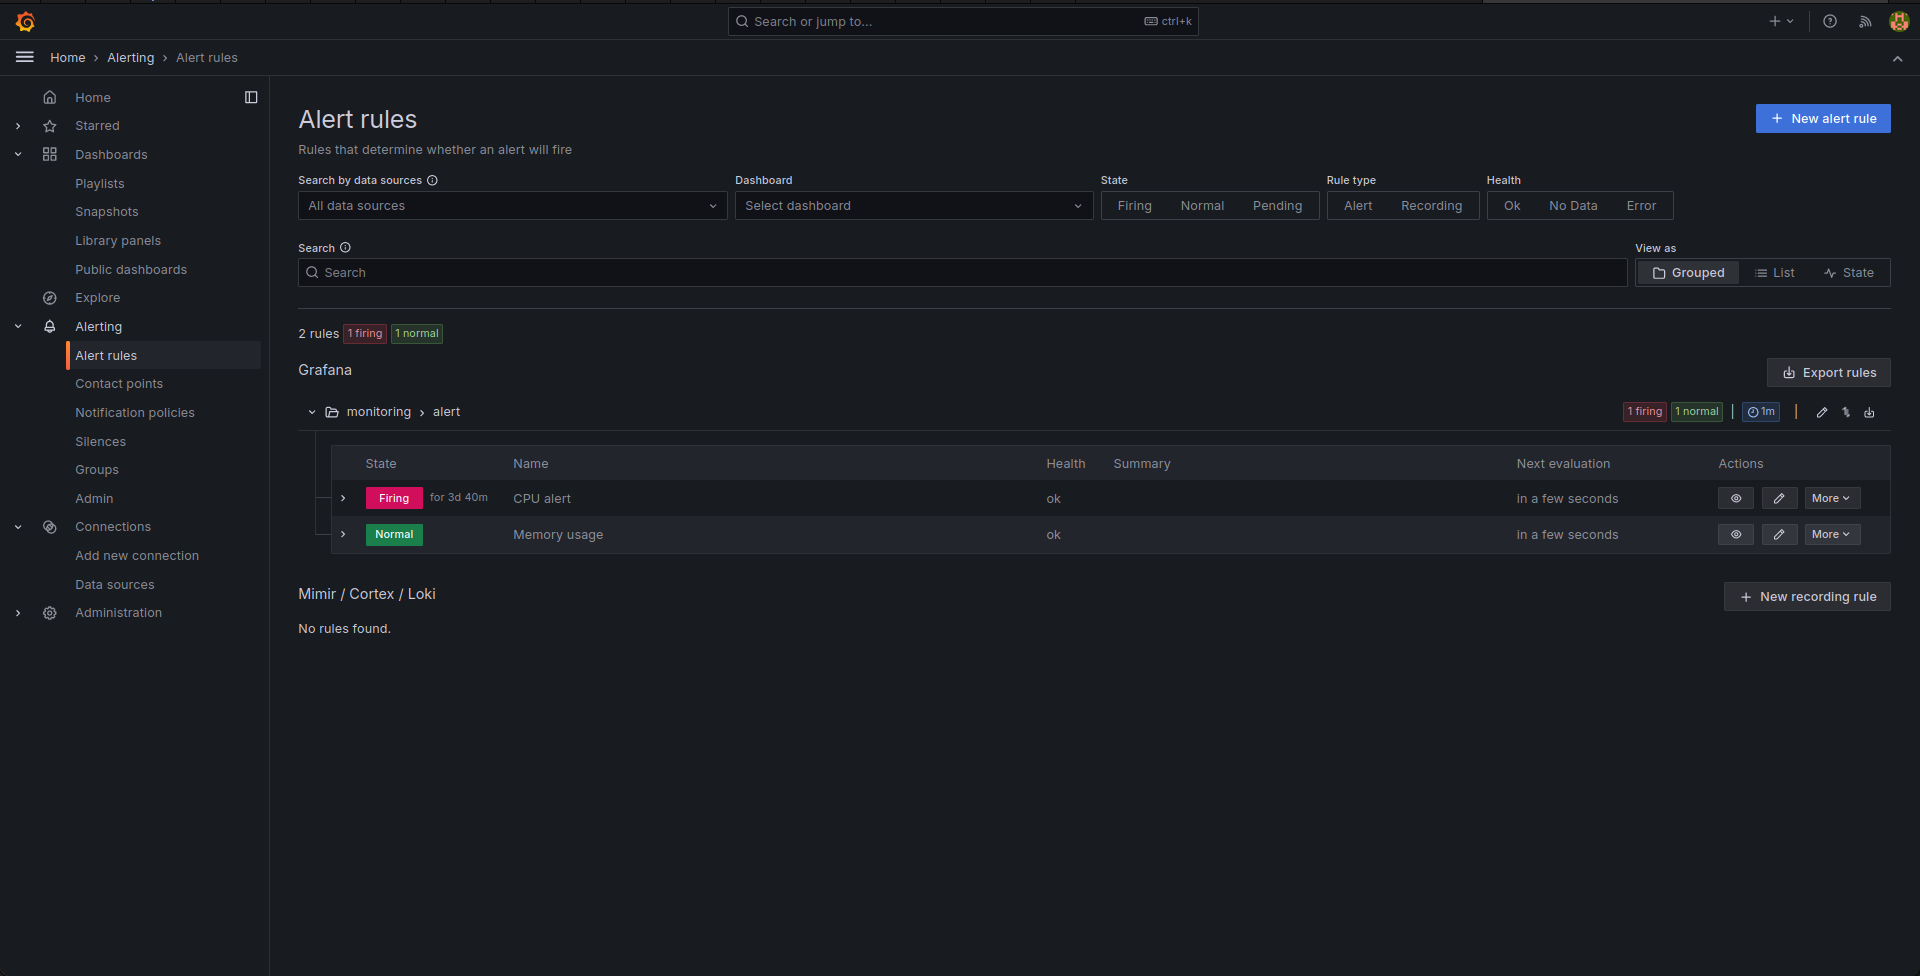 Search or jump to... ctrl+k
Home › Alerting › Alert rules
Home
Starred
Dashboards
Playlists
Snapshots
Library panels
Public dashboards
Explore
Alerting
Alert rules
Contact points
Notification policies
Silences
Groups
Admin
Connections
Add new connection
Data sources
Administration
Alert rules
New alert rule
Rules that determine whether an alert will fire
Search by data sources Dashboard State Rule type Health
All data sources Select dashboard Firing Normal Pending Alert Recording Ok No Data Error
Search View as
Search Grouped List State
2 rules 1 firing 1 normal
Grafana Export rules
monitoring › alert 1 firing 1 normal | 1m |
State Name Health Summary Next evaluation Actions
Firing for 3d 40m CPU alert ok in a few seconds More
Normal Memory usage ok in a few seconds More
Mimir / Cortex / Loki New recording rule
No rules found.